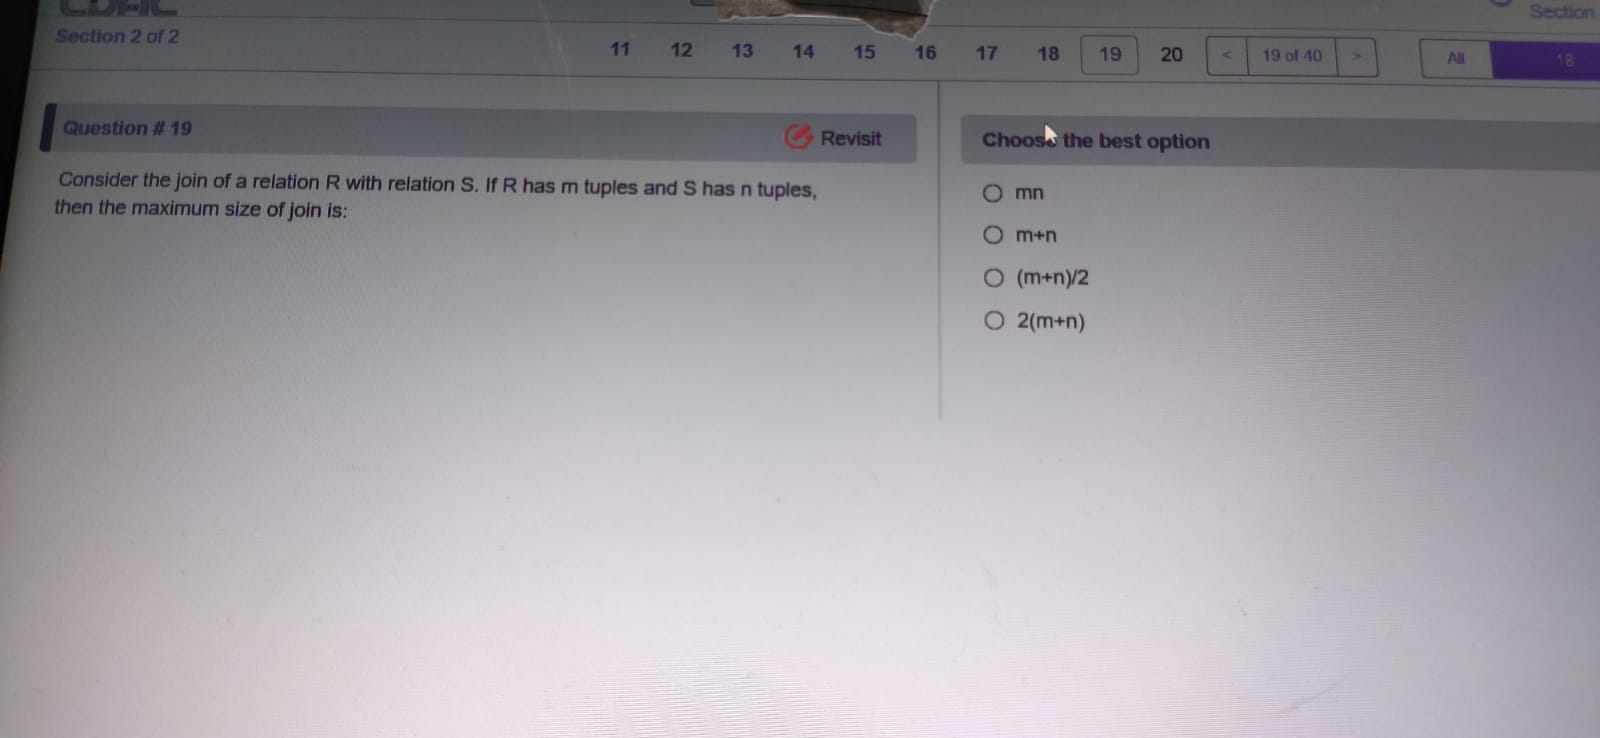 CDAC
Section
Section 2 of 2
11 12 13 14 15 16 17 18 19 20 < 19 of 40 > All 18
Question # 19
Revisit
Consider the join of a relation R with relation S. If R has m tuples and S has n tuples,
then the maximum size of join is:
Choose the best option
mn
m+n
(m+n)/2
2(m+n)